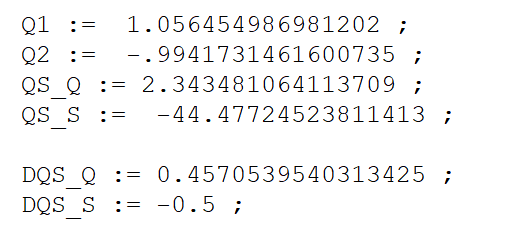 Q1 := 1.056454986981202 ;
Q2 := -.9941731461600735 ;
QS_Q := 2.343481064113709 ;
QS_S := -44.47724523811413 ;
DQS_Q := 0.4570539540313425 ;
DQS_S := -0.5 ;